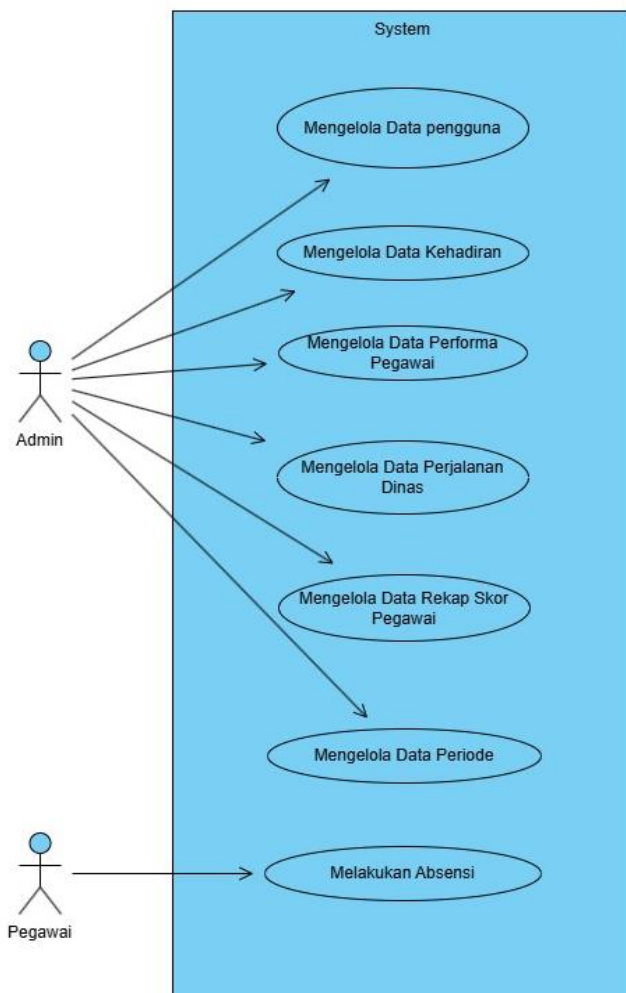 System
Mengelola Data pengguna
Mengelola Data Kehadiran
Mengelola Data Performa
Pegawai
Admin
Mengelola Data Perjalanan
Dinas
Mengelola Data Rekap Skor
Pegawai
Mengelola Data Periode
Melakukan Absensi
Pegawai